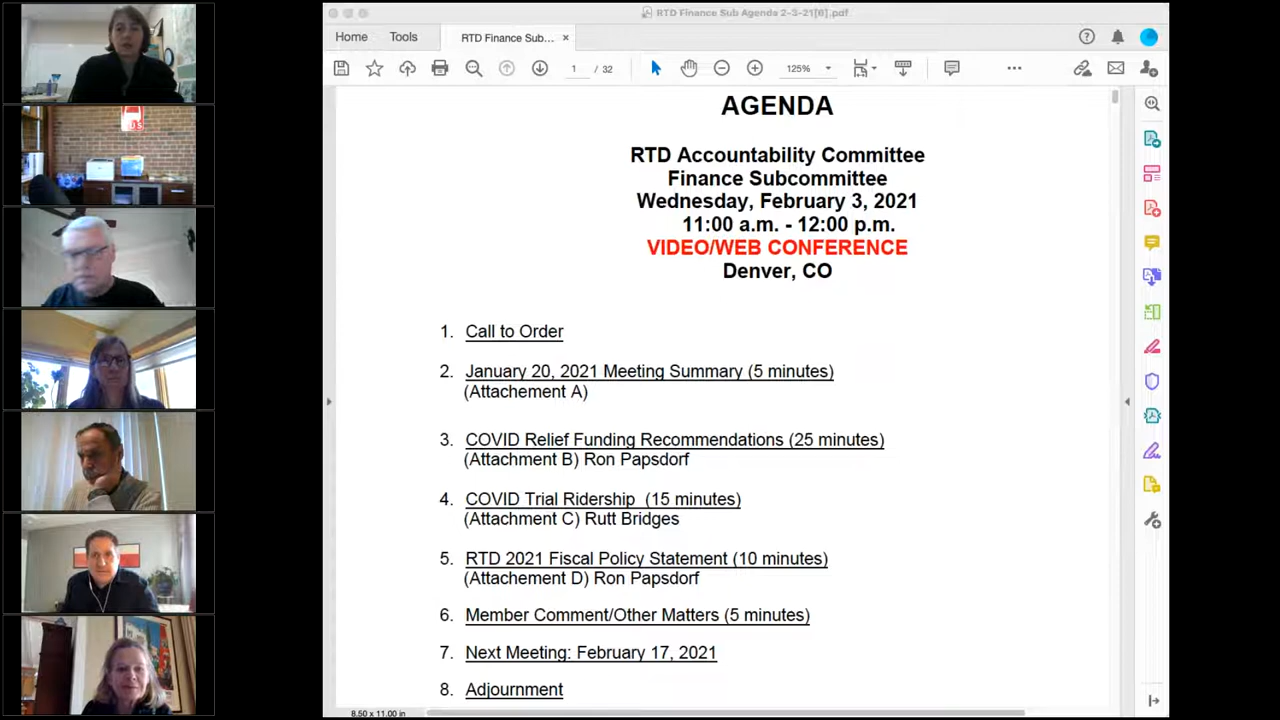 RTD Finance Sub Agenda 2-3-21[6].pdf
Home Tools RTD Finance Sub... ×
1 / 32 125%
AGENDA
RTD Accountability Committee
Finance Subcommittee
Wednesday, February 3, 2021
11:00 a.m. - 12:00 p.m.
VIDEO/WEB CONFERENCE
Denver, CO
1. Call to Order
2. January 20, 2021 Meeting Summary (5 minutes)
(Attachement A)
3. COVID Relief Funding Recommendations (25 minutes)
(Attachment B) Ron Papsdorf
4. COVID Trial Ridership (15 minutes)
(Attachment C) Rutt Bridges
5. RTD 2021 Fiscal Policy Statement (10 minutes)
(Attachement D) Ron Papsdorf
6. Member Comment/Other Matters (5 minutes)
7. Next Meeting: February 17, 2021
8. Adjournment
8.50 x 11.00 in